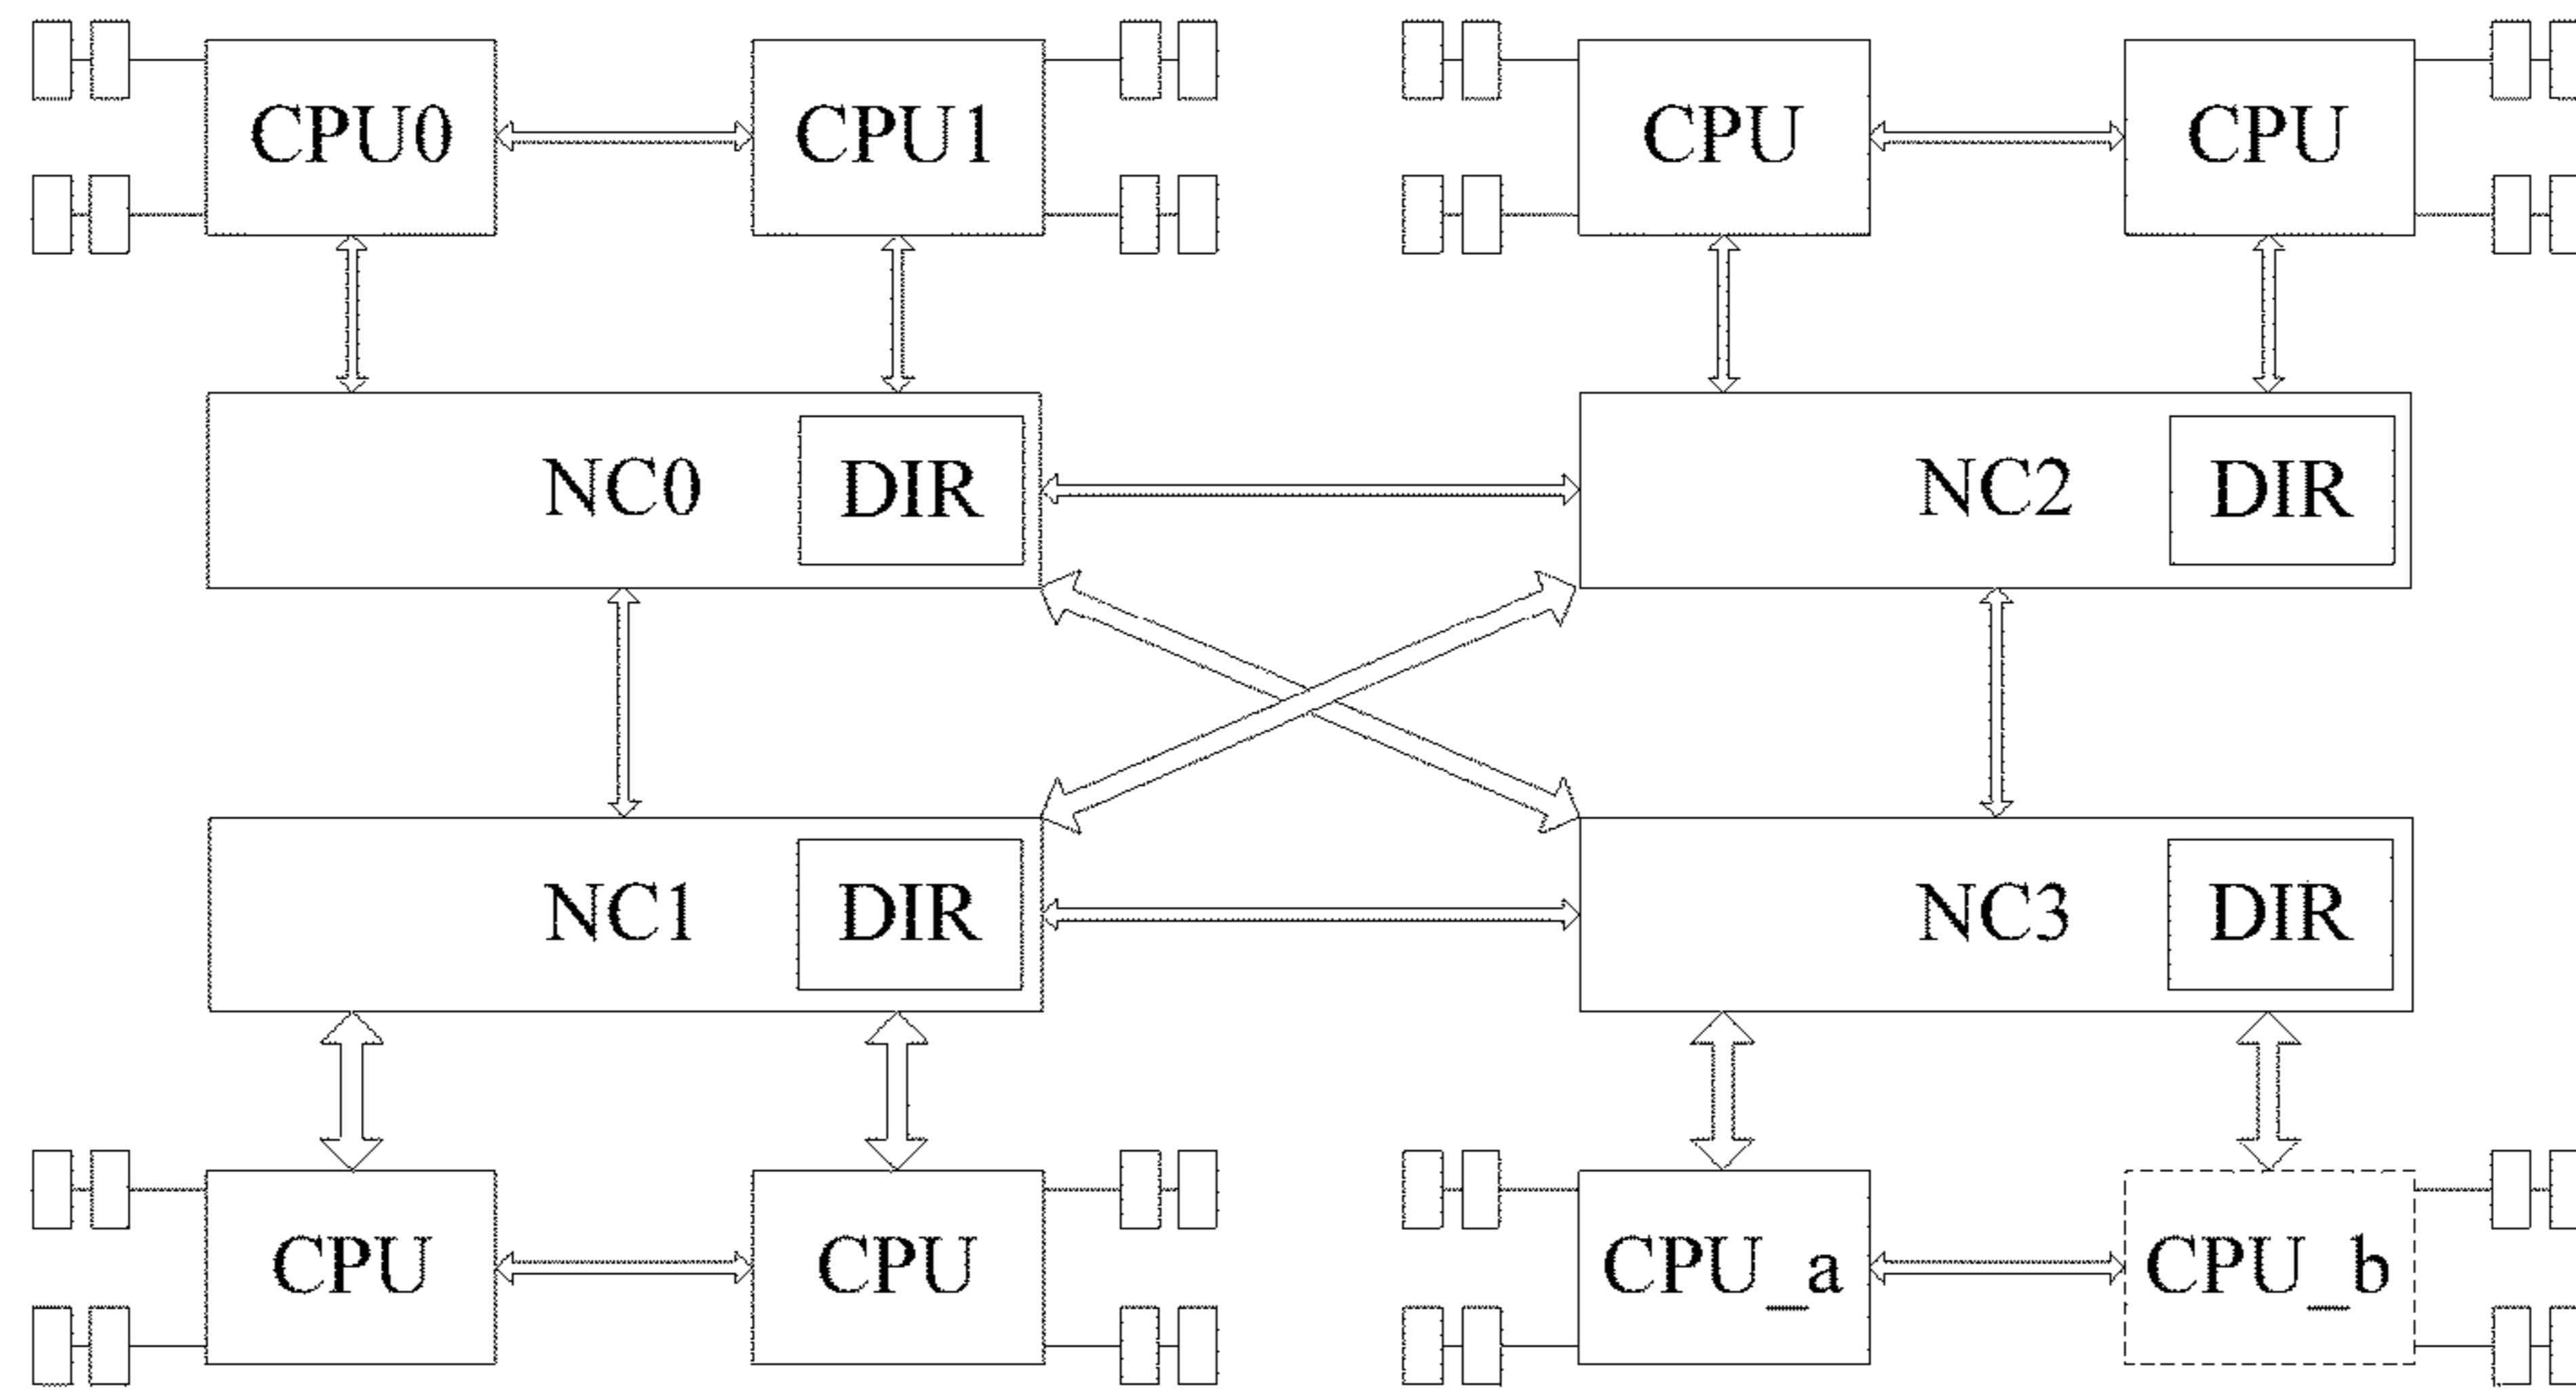 CPU0 CPU1 CPU CPU
NC0 DIR NC2 DIR
NC1 DIR NC3 DIR
CPU CPU CPU_a CPU_b